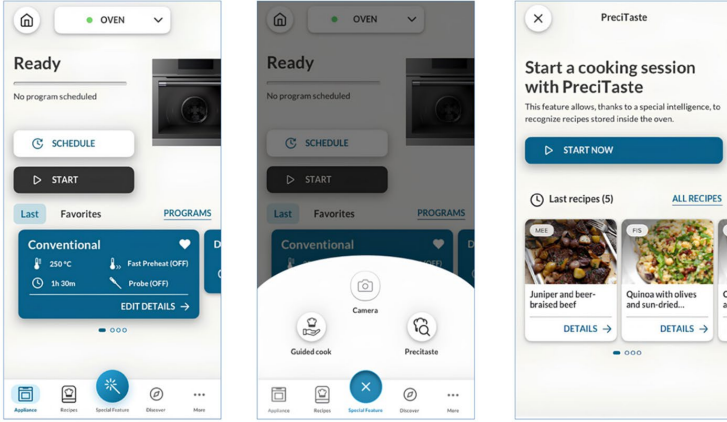 OVEN
Ready
No program scheduled
SCHEDULE
START
Last Favorites PROGRAMS
Conventional D
250 °C Fast Preheat (OFF)
1h 30m Probe (OFF)
EDIT DETAILS →
Appliance Recipes Special Feature Discover More
OVEN
Ready
No program scheduled
SCHEDULE
START
Last Favorites PROGRAMS
Conventional D
Camera
Guided cook Precitaste
Appliance Recipes Special Feature Discover More
PreciTaste
Start a cooking session
with PreciTaste
This feature allows, thanks to a special intelligence, to
recognize recipes stored inside the oven.
START NOW
Last recipes (5) ALL RECIPES
MEE FIS
Juniper and beer-
braised beef
DETAILS →
Quinoa with olives
and sun-dried...
DETAILS →